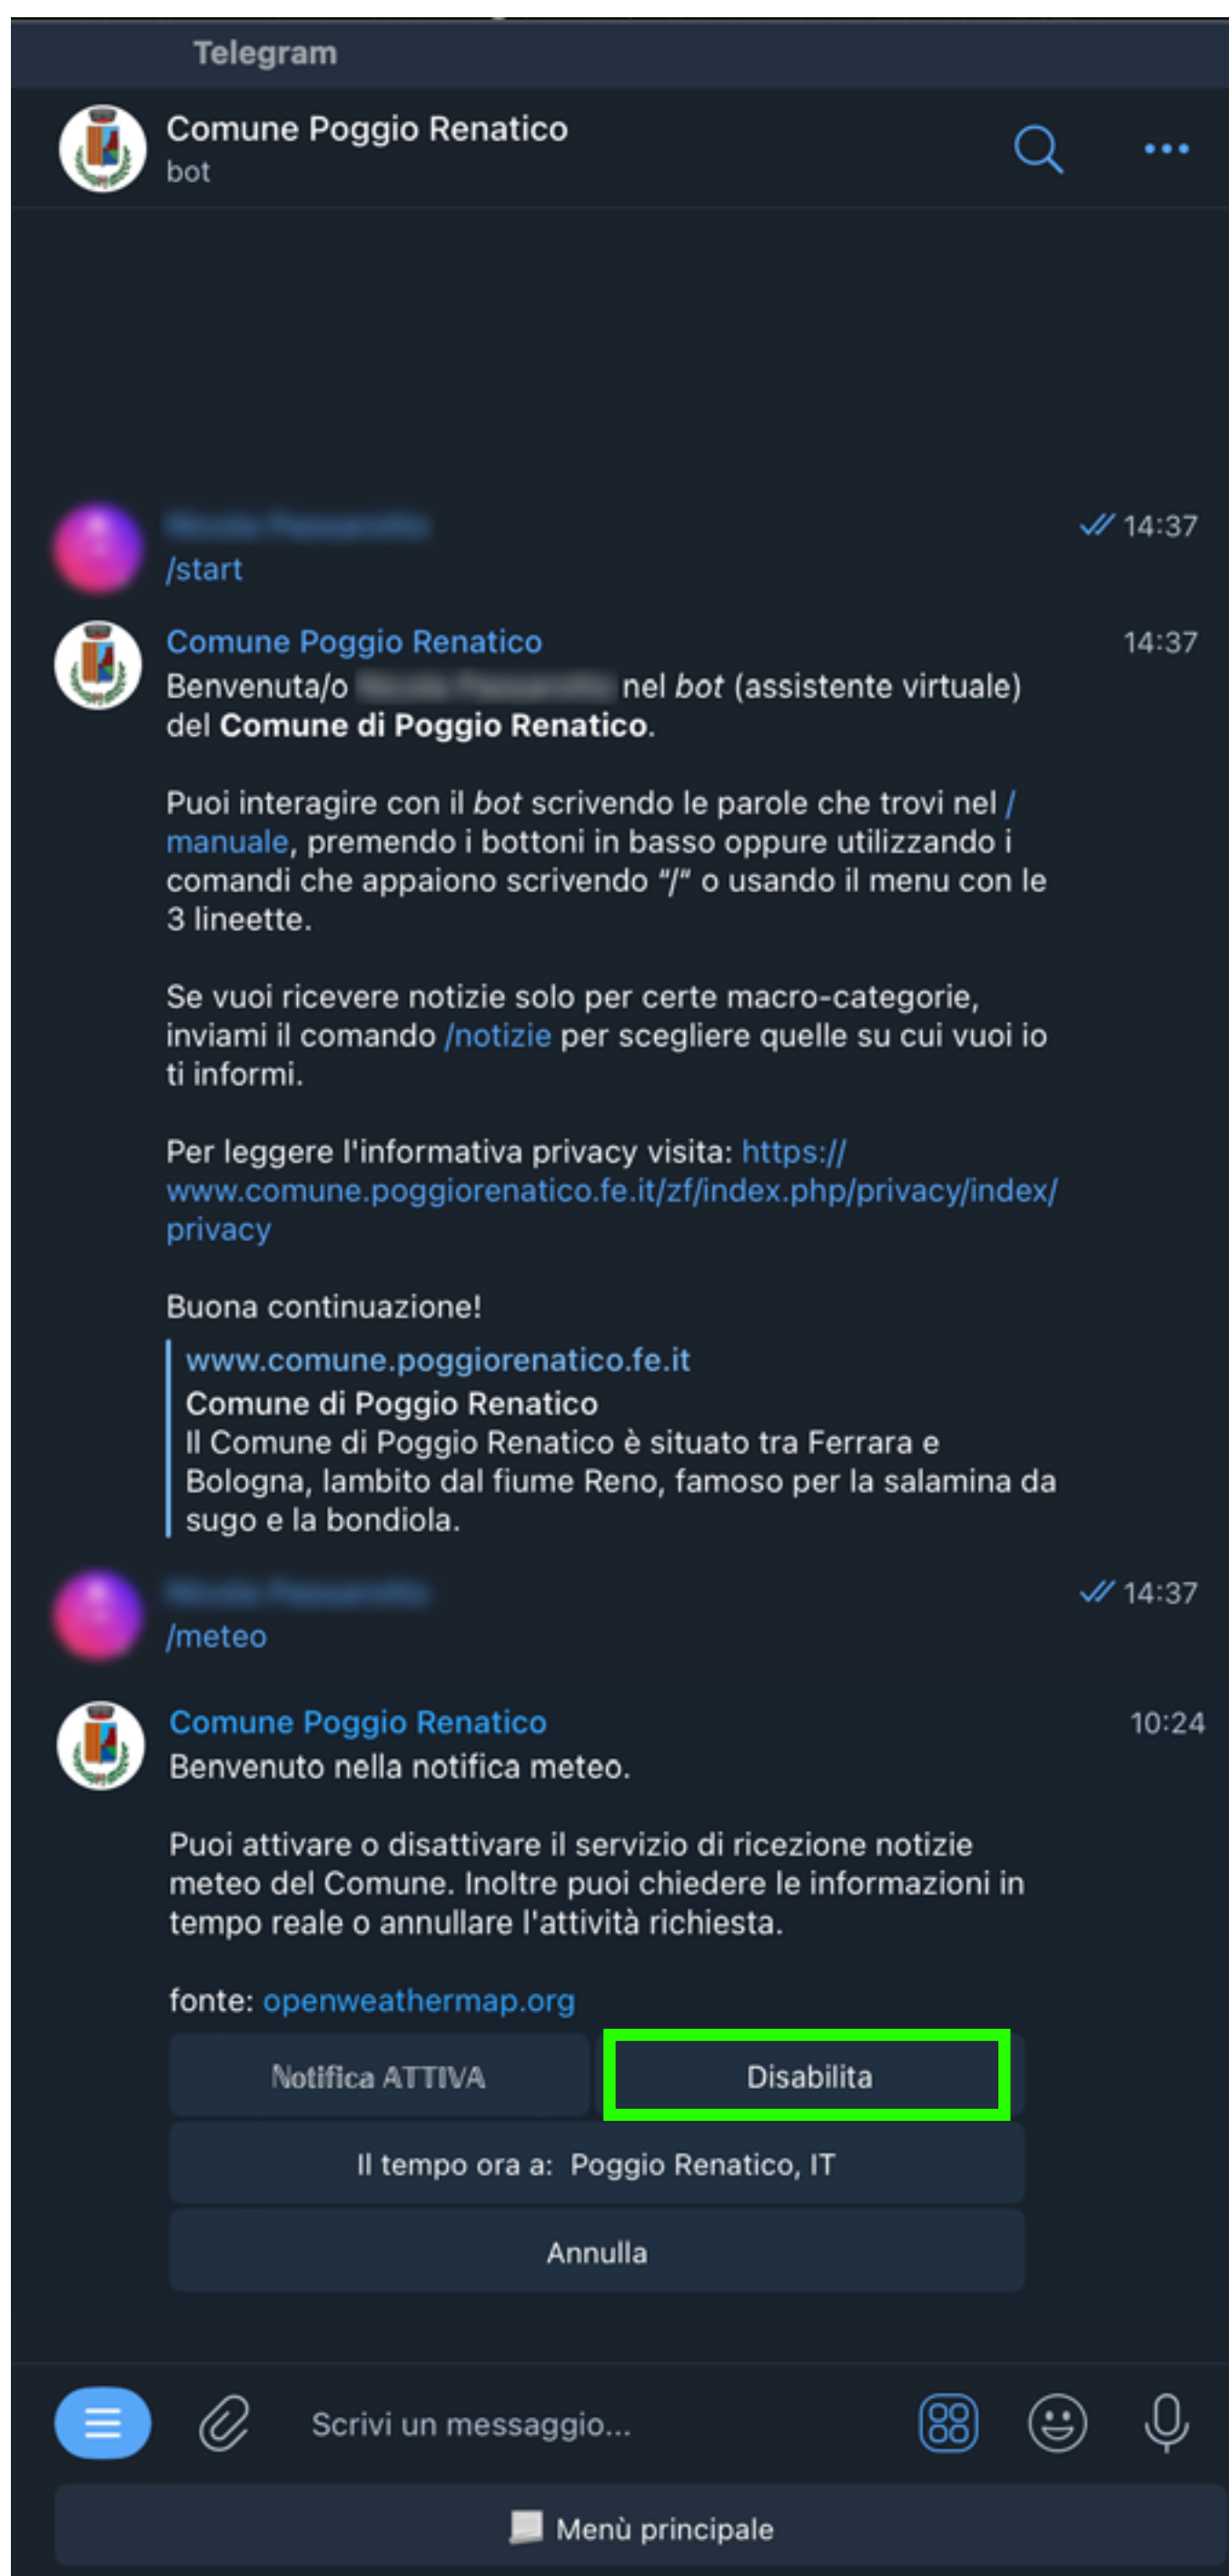 Telegram
Comune Poggio Renatico
bot
14:37
/start
Comune Poggio Renatico
14:37
Benvenuta/o nel bot (assistente virtuale)
del Comune di Poggio Renatico.
Puoi interagire con il bot scrivendo le parole che trovi nel /
manuale, premendo i bottoni in basso oppure utilizzando i
comandi che appaiono scrivendo “/“ o usando il menu con le
3 lineette.
Se vuoi ricevere notizie solo per certe macro-categorie,
inviami il comando /notizie per scegliere quelle su cui vuoi io
ti informi.
Per leggere l'informativa privacy visita: https://
www.comune.poggiorenatico.fe.it/zf/index.php/privacy/index/
privacy
Buona continuazione!
www.comune.poggiorenatico.fe.it
Comune di Poggio Renatico
Il Comune di Poggio Renatico è situato tra Ferrara e
Bologna, lambito dal fiume Reno, famoso per la salamina da
sugo e la bondiola.
14:37
/meteo
Comune Poggio Renatico
10:24
Benvenuto nella notifica meteo.
Puoi attivare o disattivare il servizio di ricezione notizie
meteo del Comune. Inoltre puoi chiedere le informazioni in
tempo reale o annullare l'attività richiesta.
fonte: openweathermap.org
Notifica ATTIVA
Disabilita
Il tempo ora a: Poggio Renatico, IT
Annulla
Scrivi un messaggio...
Menù principale